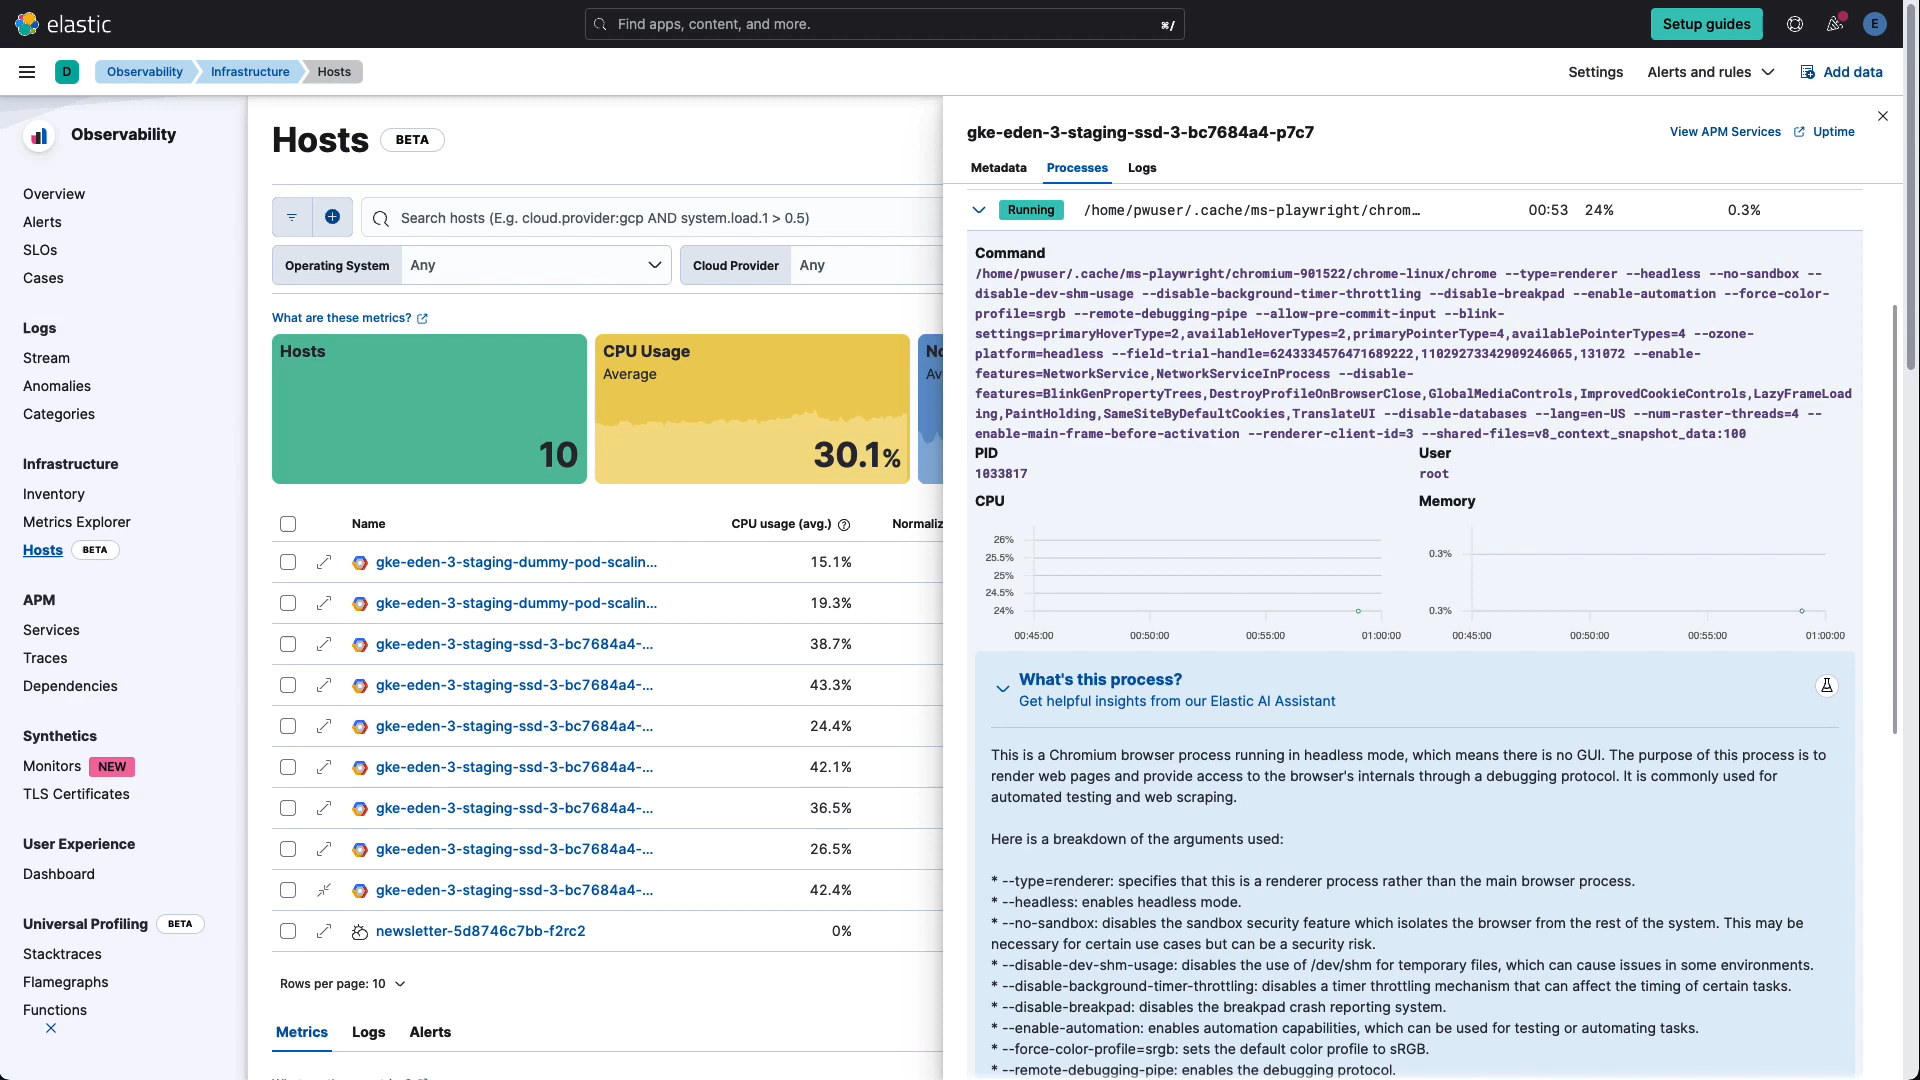 elastic
Find apps, content, and more.
⌘/
Setup guides
E
D
Observability
Infrastructure
Hosts
Settings
Alerts and rules
Add data
Observability
Overview
Alerts
SLOs
Cases
Logs
Stream
Anomalies
Categories
Infrastructure
Inventory
Metrics Explorer
Hosts BETA
APM
Services
Traces
Dependencies
Synthetics
Monitors NEW
TLS Certificates
User Experience
Dashboard
Universal Profiling BETA
Stacktraces
Flamegraphs
Functions
Hosts BETA
Search hosts (E.g. cloud.provider:gcp AND system.load.1 > 0.5)
Operating System Any
Cloud Provider Any
What are these metrics?
Hosts
10
CPU Usage
Average
30.1%
Name CPU usage (avg.)
gke-eden-3-staging-dummy-pod-scalin... 15.1%
gke-eden-3-staging-dummy-pod-scalin... 19.3%
gke-eden-3-staging-ssd-3-bc7684a4-... 38.7%
gke-eden-3-staging-ssd-3-bc7684a4-... 43.3%
gke-eden-3-staging-ssd-3-bc7684a4-... 24.4%
gke-eden-3-staging-ssd-3-bc7684a4-... 42.1%
gke-eden-3-staging-ssd-3-bc7684a4-... 36.5%
gke-eden-3-staging-ssd-3-bc7684a4-... 26.5%
gke-eden-3-staging-ssd-3-bc7684a4-... 42.4%
newsletter-5d8746c7bb-f2rc2 0%
Rows per page: 10
Metrics Logs Alerts
gke-eden-3-staging-ssd-3-bc7684a4-p7c7
View APM Services
Uptime
Metadata Processes Logs
Running /home/pwuser/.cache/ms-playwright/chrom... 00:53 24% 0.3%
Command
/home/pwuser/.cache/ms-playwright/chromium-901522/chrome-linux/chrome --type=renderer --headless --no-sandbox --
disable-dev-shm-usage --disable-background-timer-throttling --disable-breakpad --enable-automation --force-color-
profile=srgb --remote-debugging-pipe --allow-pre-commit-input --blink-
settings=primaryHoverType=2,availableHoverTypes=2,primaryPointerType=4,availablePointerTypes=4 --ozone-
platform=headless --field-trial-handle=6243334576471689222,11029273342909246065,131072 --enable-
features=NetworkService,NetworkServiceInProcess --disable-
features=BlinkGenPropertyTrees,DestroyProfileOnBrowserClose,GlobalMediaControls,ImprovedCookieControls,LazyFrameLoad
ing,PaintHolding,SameSiteByDefaultCookies,TranslateUI --disable-databases --lang=en-US --num-raster-threads=4 --
enable-main-frame-before-activation --renderer-client-id=3 --shared-files=v8_context_snapshot_data:100
PID User
1033817 root
CPU
26%
25.5%
25%
24.5%
24%
00:45:00 00:50:00 00:55:00 01:00:00
Memory
0.3%
0.3%
00:45:00 00:50:00 00:55:00 01:00:00
What's this process?
Get helpful insights from our Elastic AI Assistant
This is a Chromium browser process running in headless mode, which means there is no GUI. The purpose of this process is to
render web pages and provide access to the browser's internals through a debugging protocol. It is commonly used for
automated testing and web scraping.
Here is a breakdown of the arguments used:
* --type=renderer: specifies that this is a renderer process rather than the main browser process.
* --headless: enables headless mode.
* --no-sandbox: disables the sandbox security feature which isolates the browser from the rest of the system. This may be
necessary for certain use cases but can be a security risk.
* --disable-dev-shm-usage: disables the use of /dev/shm for temporary files, which can cause issues in some environments.
* --disable-background-timer-throttling: disables a timer throttling mechanism that can affect the timing of certain tasks.
* --disable-breakpad: disables the breakpad crash reporting system.
* --enable-automation: enables automation capabilities, which can be used for testing or automating tasks.
* --force-color-profile=srgb: sets the default color profile to sRGB.
* --remote-debugging-pipe: enables the debugging protocol.